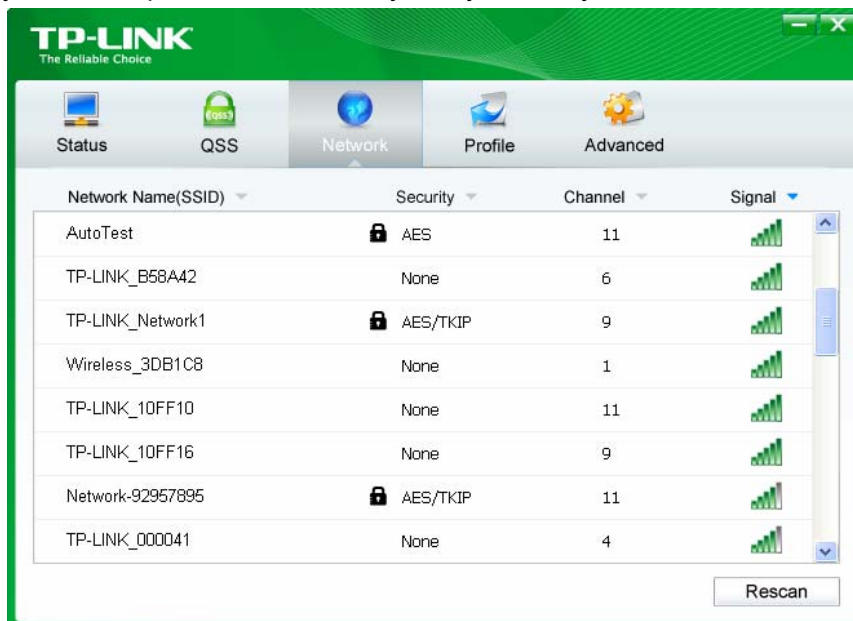 TP-LINK
The Reliable Choice
Status QSS Network Profile Advanced
Network Name(SSID) Security Channel Signal
AutoTest AES 11
TP-LINK_B58A42 None 6
TP-LINK_Network1 AES/TKIP 9
Wireless_3DB1C8 None 1
TP-LINK_10FF10 None 11
TP-LINK_10FF16 None 9
Network-92957895 AES/TKIP 11
TP-LINK_000041 None 4
Rescan